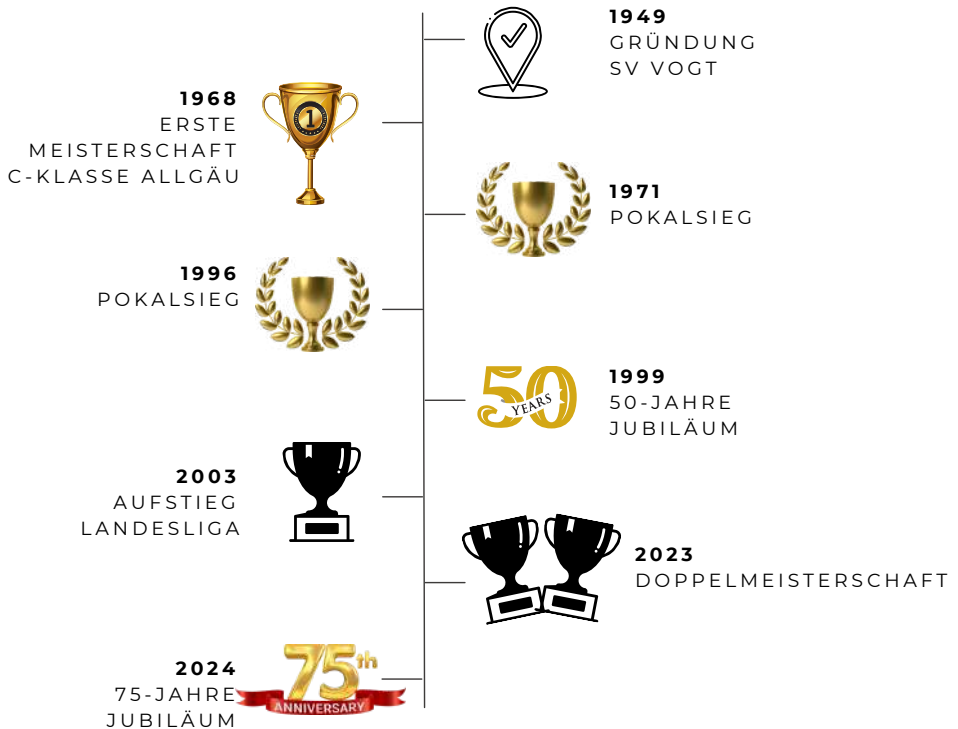 1949
GRÜNDUNG
SV VOGT
1968
ERSTE
MEISTERSCHAFT
C-KLASSE ALLGÄU
1
1971
POKALSIEG
1996
POKALSIEG
50
YEARS
1999
50-JAHRE
JUBILÄUM
2003
AUFSTIEG
LANDESLIGA
2023
DOPPELMEISTERSCHAFT
2024
75-JAHRE
JUBILÄUM
75th
ANNIVERSARY